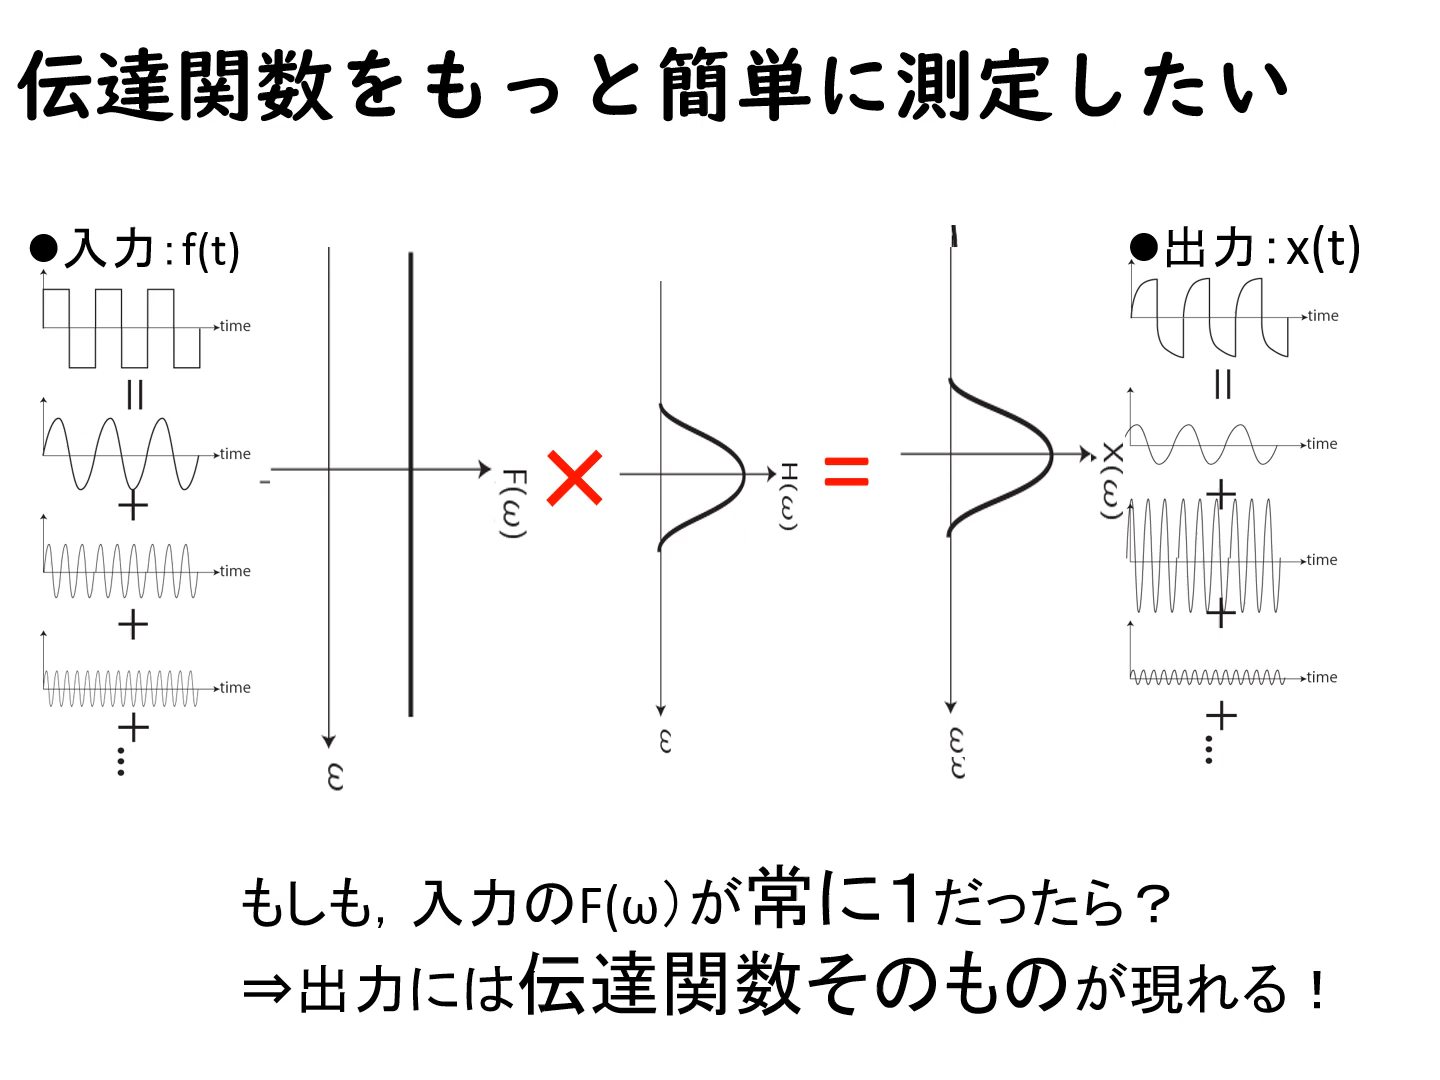 伝達関数をもっと簡単に測定したい
●入力：f(t)
time
=
time
+
time
+
time
+
…
F(ω)
ω
×
H(ω)
ω
=
X(ω)
ω
ω
●出力：x(t)
time
=
time
+
time
+
time
+
…
もしも，入力のF(ω）が常に１だったら？
⇒出力には伝達関数そのものが現れる！